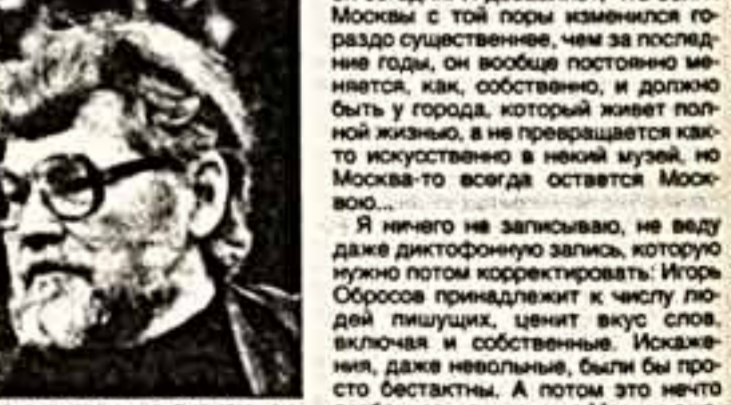 Москвы с той поры изменился го-
раздо существеннее, чем за послед-
ние годы, он вообще постоянно ме-
няется, как, собственно, и должно
быть у города, который живет пол-
ной жизнью, а не превращается как-
то искусственно в некий музей, но
Москва-то всегда остается Моск-
вою...
Я ничего не записываю, не веду
даже диктофонную запись, которую
нужно потом корректировать: Игорь
Обросов принадлежит к числу лю-
дей пишущих, ценит вкус слов,
включая и собственные. Искаже-
ния, даже невольные, были бы про-
сто бестактны. А потом это нечто